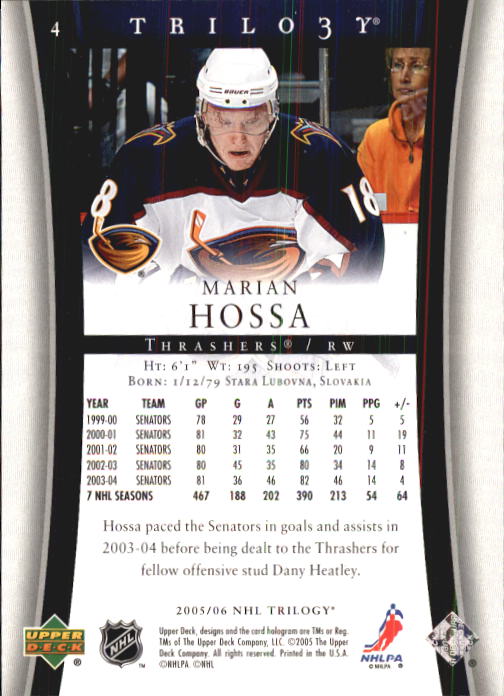 4 TRILO3Y®
BAUER
8 18
MARIAN
HOSSA
THRASHERS® / RW
HT: 6'1" WT: 195 SHOOTS: LEFT
BORN: 1/12/79 STARA LUBOVNA, SLOVAKIA
YEAR TEAM GP G A PTS PIM PPG +/-
1999-00 SENATORS 78 29 27 56 32 5 5
2000-01 SENATORS 81 32 43 75 44 11 19
2001-02 SENATORS 80 31 35 66 20 9 11
2002-03 SENATORS 80 45 35 80 34 14 8
2003-04 SENATORS 81 36 46 82 46 14 4
7 NHL SEASONS 467 188 202 390 213 54 64
Hossa paced the Senators in goals and assists in
2003-04 before being dealt to the Thrashers for
fellow offensive stud Dany Heatley.
2005/06 NHL TRILOGY®
UPPER
DECK ®
NHL ™
Upper Deck, designs and the card hologram are TMs or Reg.
TMs of The Upper Deck Company, LLC. ©2005 The Upper
Deck Company, LLC. All rights reserved. Printed in the U.S.A.
©NHLPA. ©NHL
NHLPA ®
© NHLPA
®